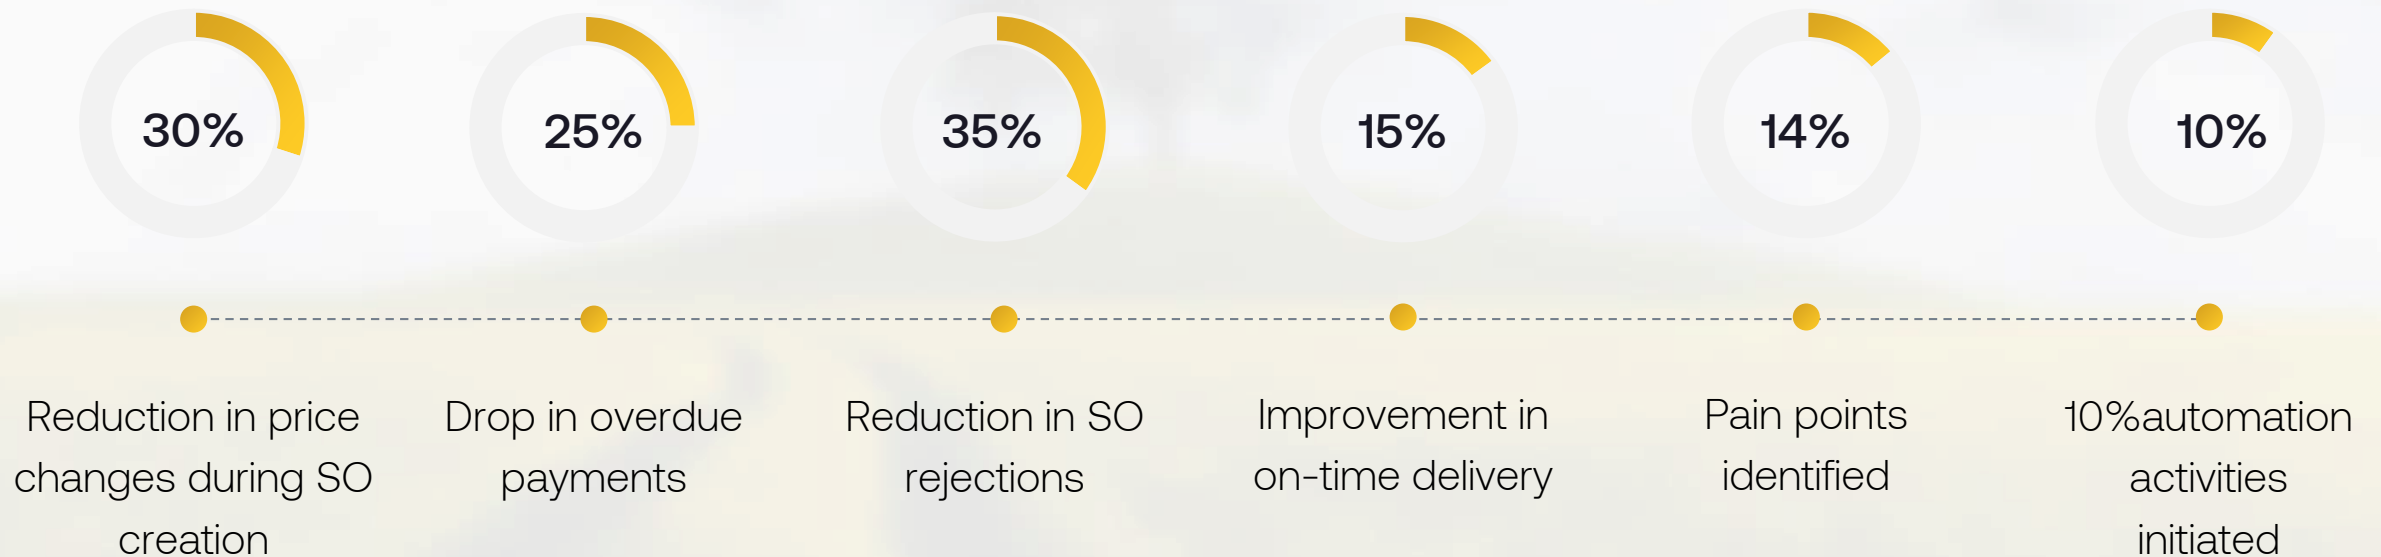 30%
25%
35%
15%
14%
10%
Reduction in price
changes during SO
creation
Drop in overdue
payments
Reduction in SO
rejections
Improvement in
on-time delivery
Pain points
identified
10%automation
activities
initiated